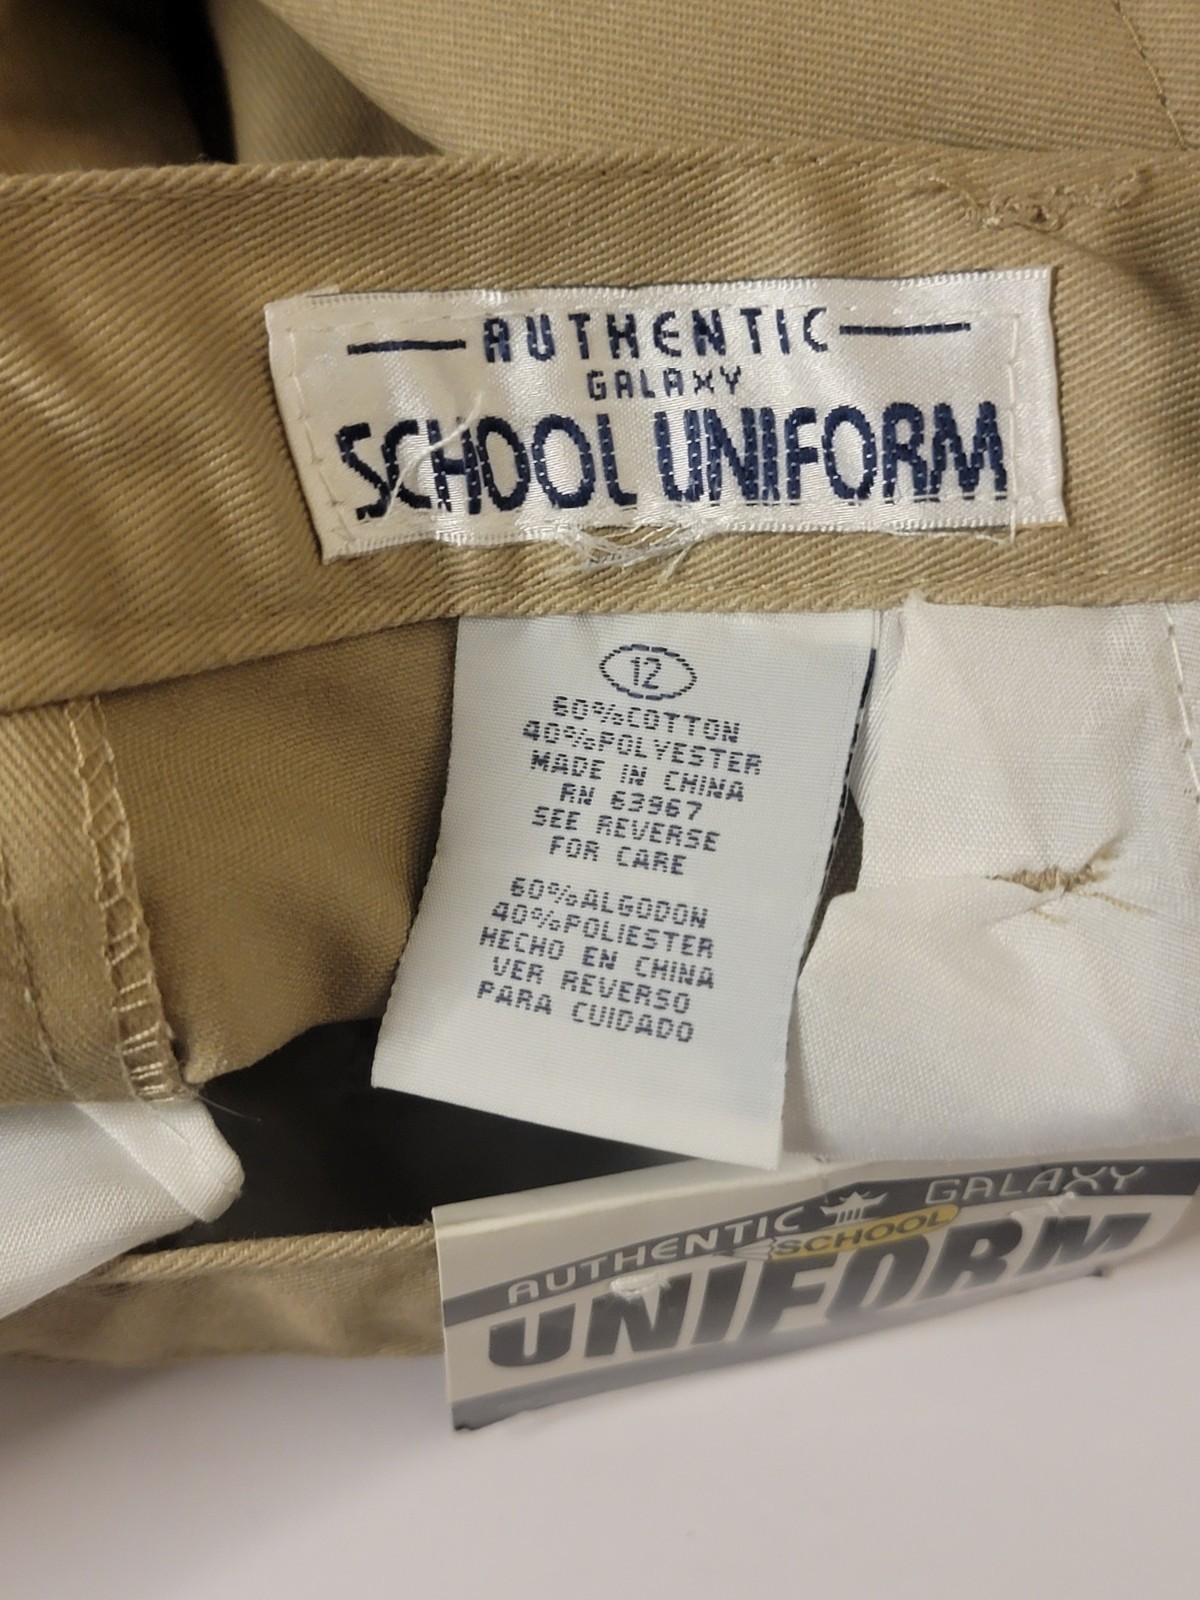 AUTHENTIC
GALAXY
SCHOOL UNIFORM
12
60%COTTON
40%POLYESTER
MADE IN CHINA
RN 63967
SEE REVERSE
FOR CARE
60%ALGODON
40%POLIESTER
HECHO EN CHINA
VER REVERSO
PARA CUIDADO
AUTHENTIC GALAXY
SCHOOL
UNIFORM